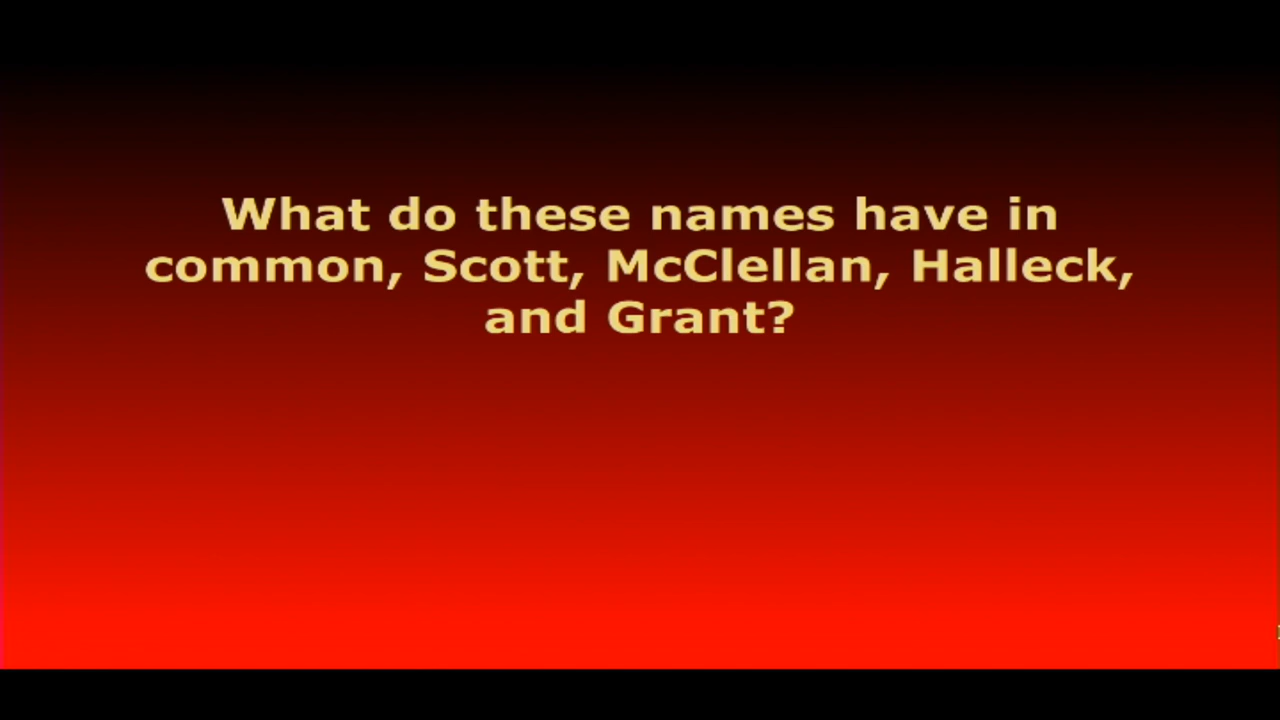 What do these names have in
common, Scott, McClellan, Halleck,
and Grant?